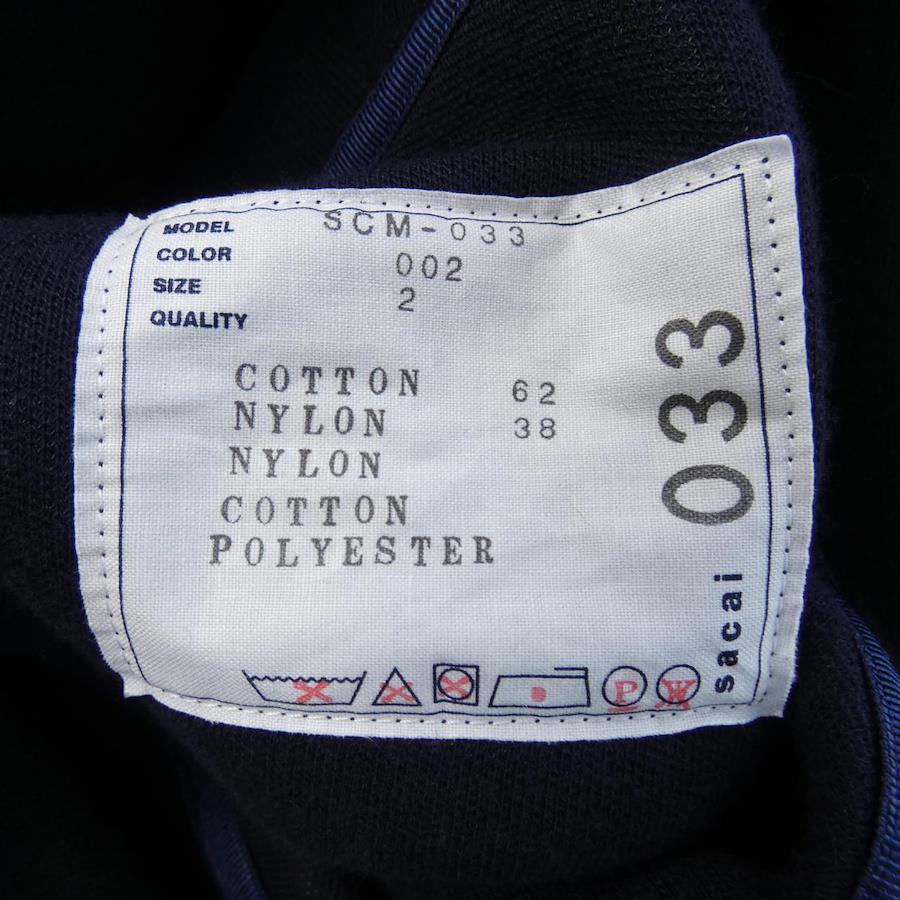 MODEL SCM-033
COLOR 002
SIZE 2
QUALITY
COTTON 62
NYLON 38
NYLON
COTTON
POLYESTER
P W
sacai 033